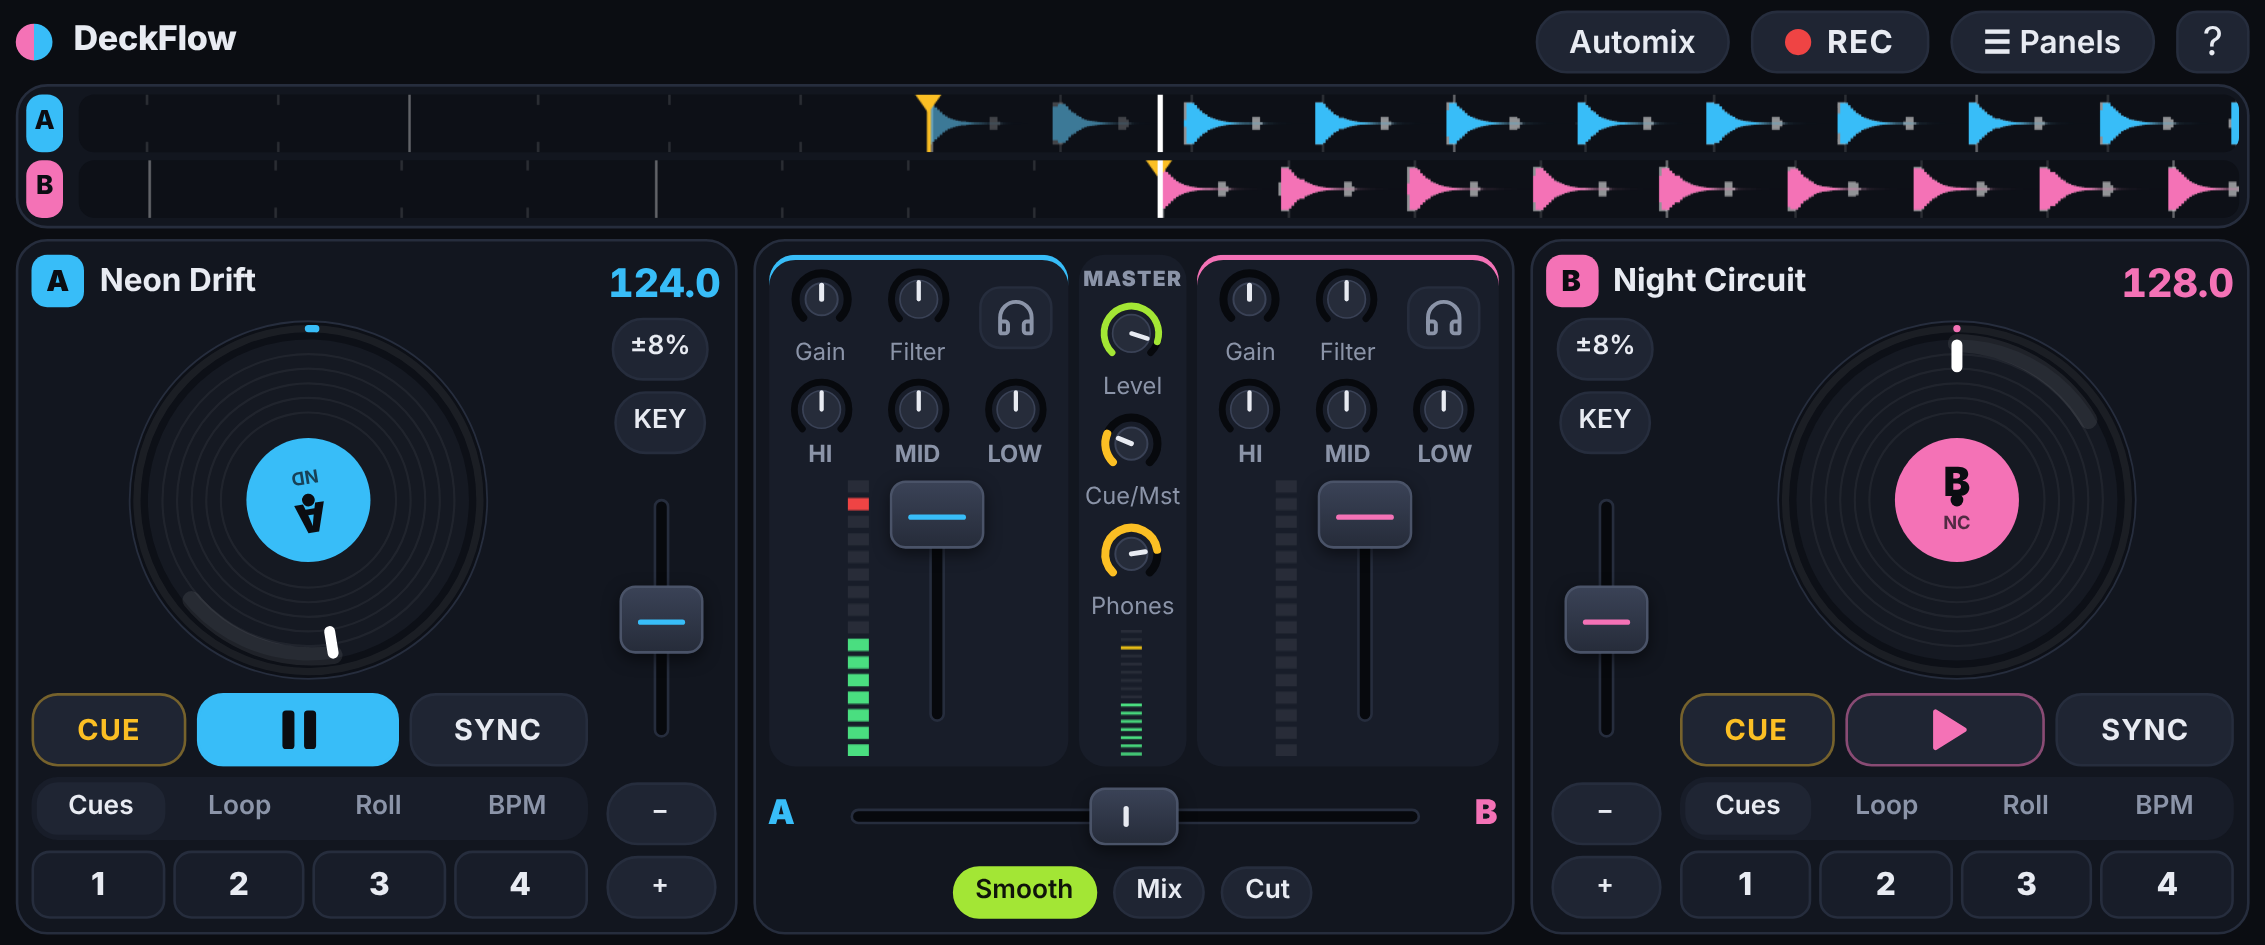 DeckFlow
Automix
REC
☰ Panels
?
A
B
A Neon Drift 124.0
±8%
KEY
ND
A
CUE
SYNC
Cues Loop Roll BPM
−
1 2 3 4
+
Gain Filter
HI MID LOW
MASTER
Level
Cue/Mst
Phones
Gain Filter
HI MID LOW
A B
Smooth Mix Cut
B Night Circuit 128.0
±8%
KEY
B
NC
CUE
SYNC
−
Cues Loop Roll BPM
+
1 2 3 4